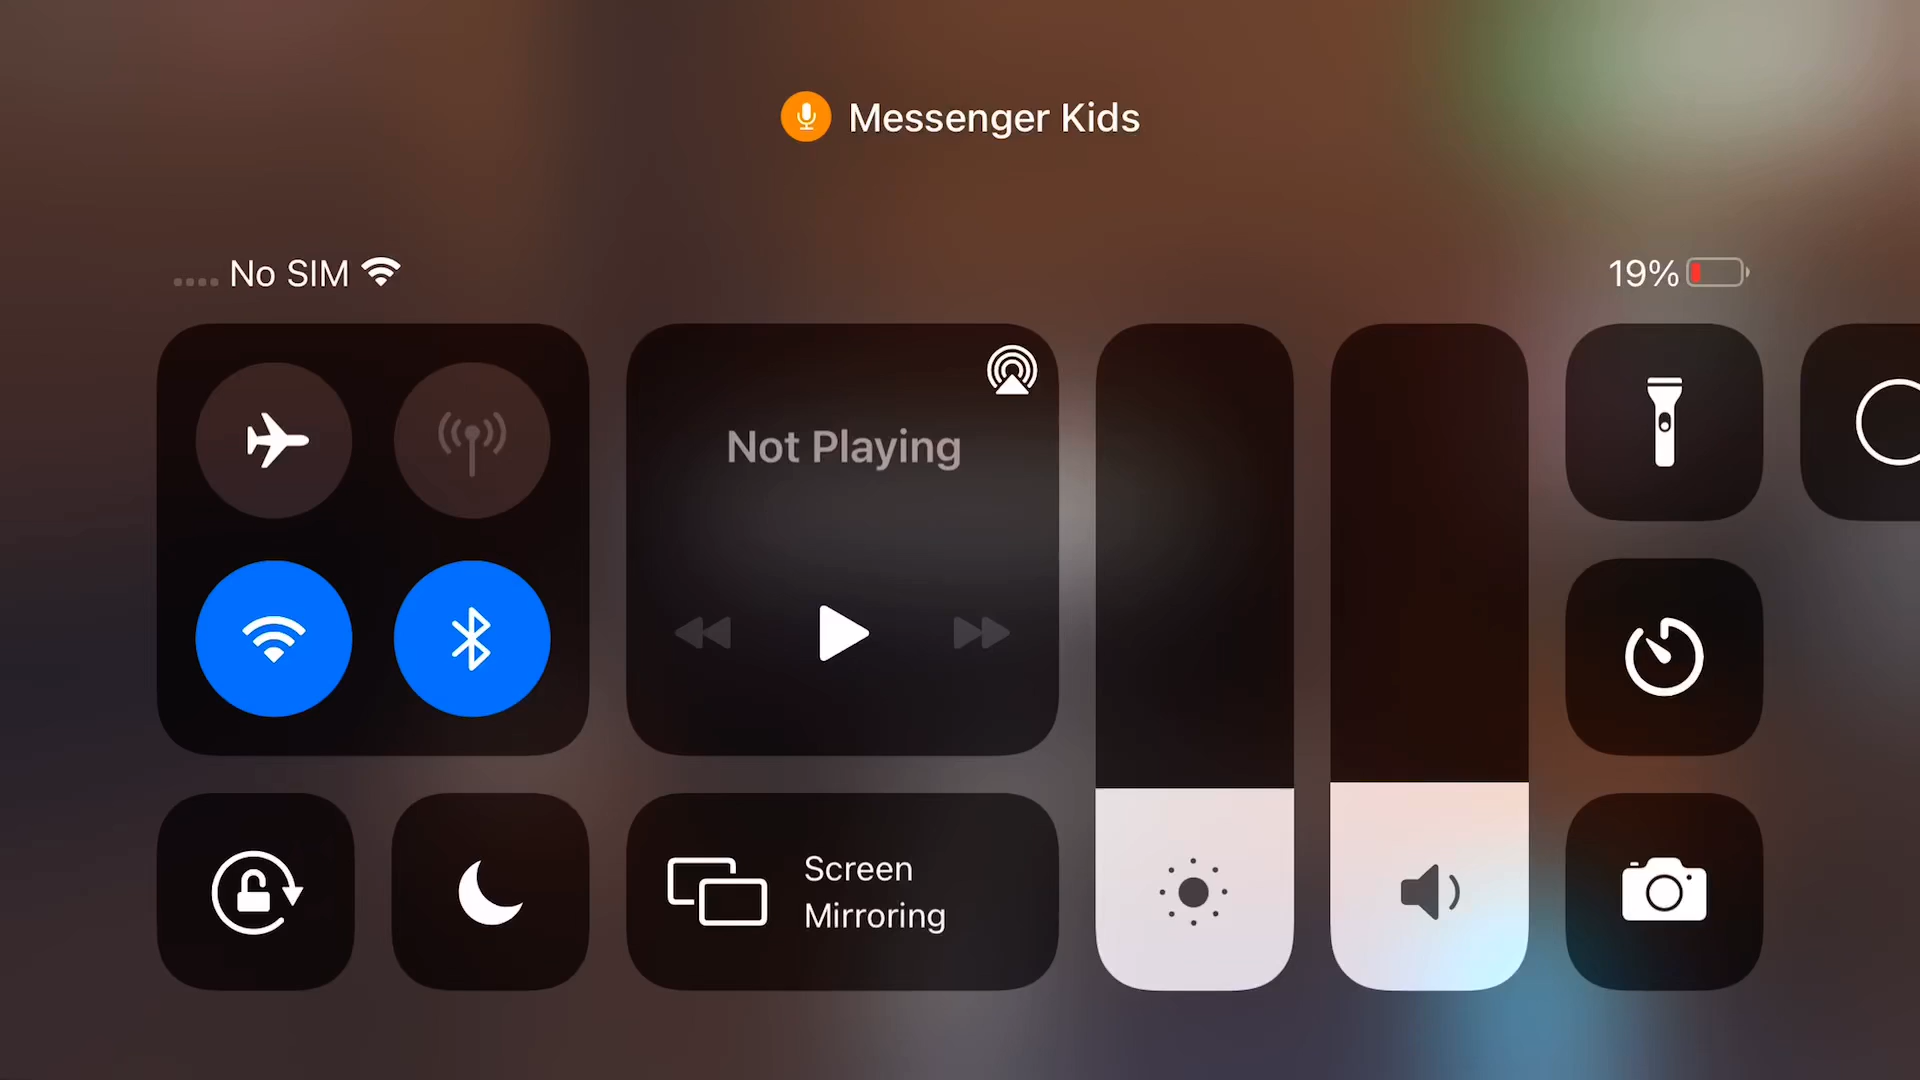 Messenger Kids
No SIM
19%
Not Playing
Screen
Mirroring